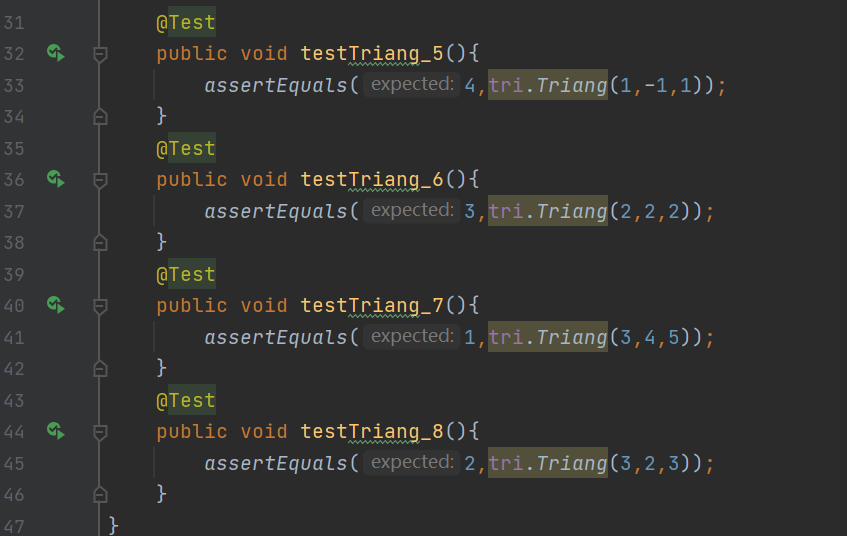 31 @Test
32 public void testTriang_5(){
33 assertEquals( expected: 4,tri.Triang(1,-1,1));
34 }
35 @Test
36 public void testTriang_6(){
37 assertEquals( expected: 3,tri.Triang(2,2,2));
38 }
39 @Test
40 public void testTriang_7(){
41 assertEquals( expected: 1,tri.Triang(3,4,5));
42 }
43 @Test
44 public void testTriang_8(){
45 assertEquals( expected: 2,tri.Triang(3,2,3));
46 }
47 }